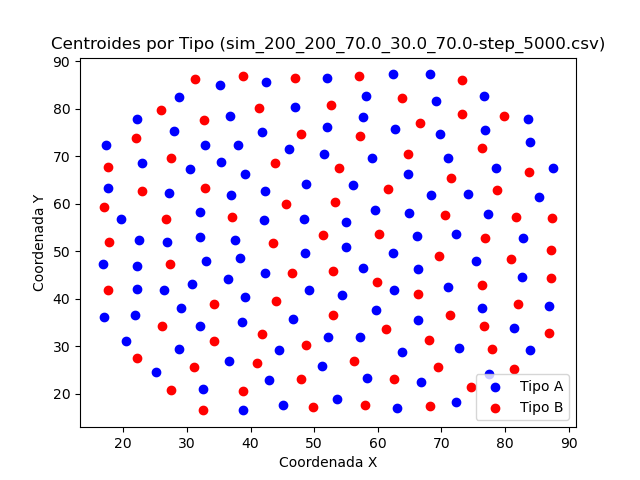 Centroides por Tipo (sim_200_200_70.0_30.0_70.0-step_5000.csv)
90
80
70
60
50
40
30
20
Coordenada Y
20 30 40 50 60 70 80 90
Coordenada X
Tipo A
Tipo B